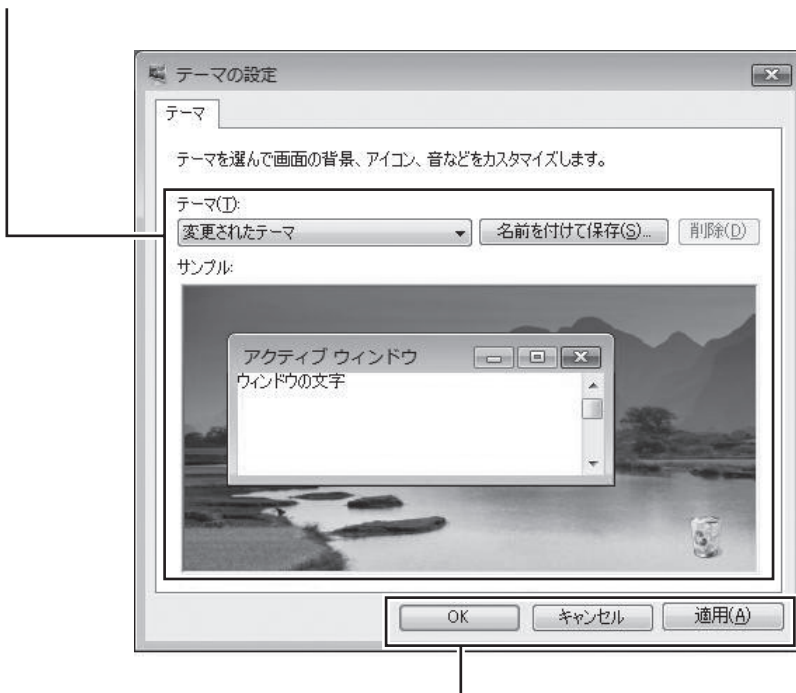 テーマの設定
テーマ
テーマを選んで画面の背景、アイコン、音などをカスタマイズします。
テーマ(T):
変更されたテーマ 名前を付けて保存(S)... 削除(D)
サンプル:
アクティブ ウィンドウ
ウィンドウの文字
OK キャンセル 適用(A)